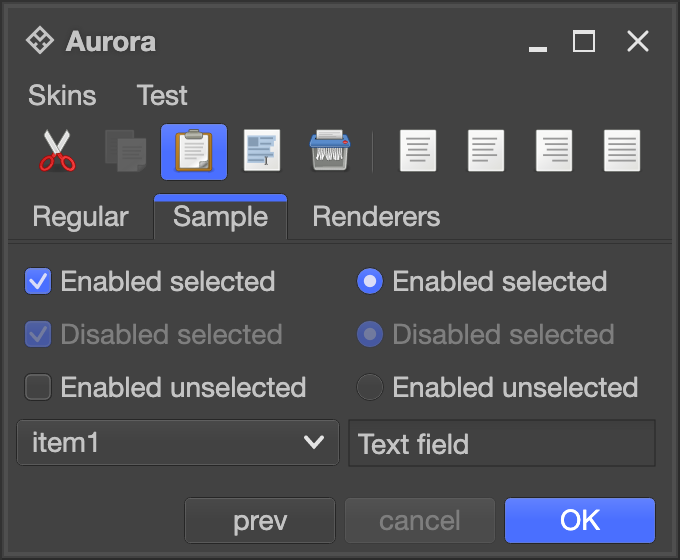 Aurora
Skins Test
Regular Sample Renderers
Enabled selected Enabled selected
Disabled selected Disabled selected
Enabled unselected Enabled unselected
item1 Text field
prev cancel OK